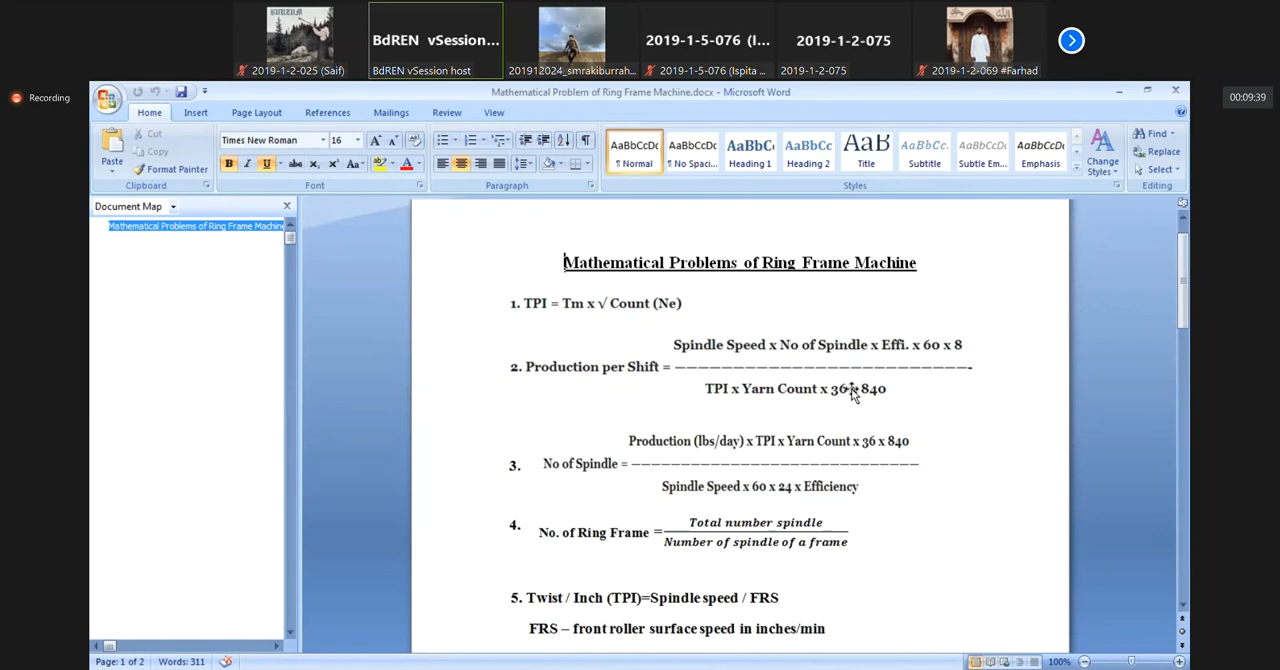 BdREN vSession...
2019-1-5-076 (I...
2019-1-2-075
2019-1-2-025 (Saif)
BdREN vSession host
201912024_smrakiburrah...
2019-1-5-076 (Ispita ...
2019-1-2-075
2019-1-2-069 #Farhad
Recording
00:09:39
Mathematical Problem of Ring Frame Machine.docx - Microsoft Word
Home Insert Page Layout References Mailings Review View
Paste
Cut
Copy
Format Painter
Clipboard
Times New Roman 16
Font
Paragraph
AaBbCcDc AaBbCcDc AaBbC AaBbCc AaB AaBbCc. AaBbCcDc AaBbCcDc
¶ Normal ¶ No Spaci... Heading 1 Heading 2 Title Subtitle Subtle Em... Emphasis
Change Styles
Styles
Find
Replace
Select
Editing
Document Map
Mathematical Problems of Ring Frame Machine
Mathematical Problems of Ring Frame Machine
1. TPI = Tm x √ Count (Ne)
Spindle Speed x No of Spindle x Effi. x 60 x 8
2. Production per Shift = ————————————————————-
TPI x Yarn Count x 36 x 840
Production (lbs/day) x TPI x Yarn Count x 36 x 840
3. No of Spindle = ————————————————————
Spindle Speed x 60 x 24 x Efficiency
4. No. of Ring Frame = Total number spindle
Number of spindle of a frame
5. Twist / Inch (TPI)=Spindle speed / FRS
FRS – front roller surface speed in inches/min
Page: 1 of 2 Words: 311
100%